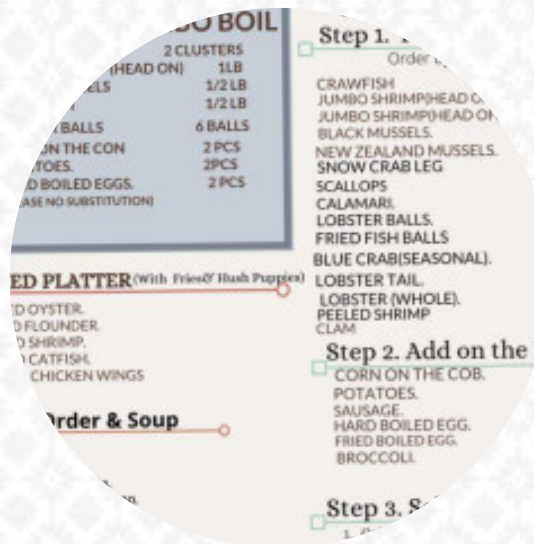 BO BOIL
2 CLUSTERS
(HEAD ON) 1LB
ELS 1/2 LB
1/2 LB
BALLS 6 BALLS
ON THE CON 2 PCS
TOES. 2PCS
D BOILED EGGS. 2 PCS
ASE NO SUBSTITUTION)
ED PLATTER (With Fries& Hush Puppies)
D OYSTER.
D FLOUNDER.
D SHRIMP.
D CATFISH.
CHICKEN WINGS
Order & Soup
Step 1.
Order
CRAWFISH
JUMBO SHRIMP(HEAD O
JUMBO SHRIMP(HEAD OF
BLACK MUSSELS.
NEW ZEALAND MUSSELS.
SNOW CRAB LEG
SCALLOPS
CALAMARI.
LOBSTER BALLS.
FRIED FISH BALLS
BLUE CRAB(SEASONAL).
LOBSTER TAIL.
LOBSTER (WHOLE).
PEELED SHRIMP
CLAM
Step 2. Add on the
CORN ON THE COB.
POTATOES.
SAUSAGE.
HARD BOILED EGG.
FRIED BOILED EGG.
BROCCOLI.
Step 3. S